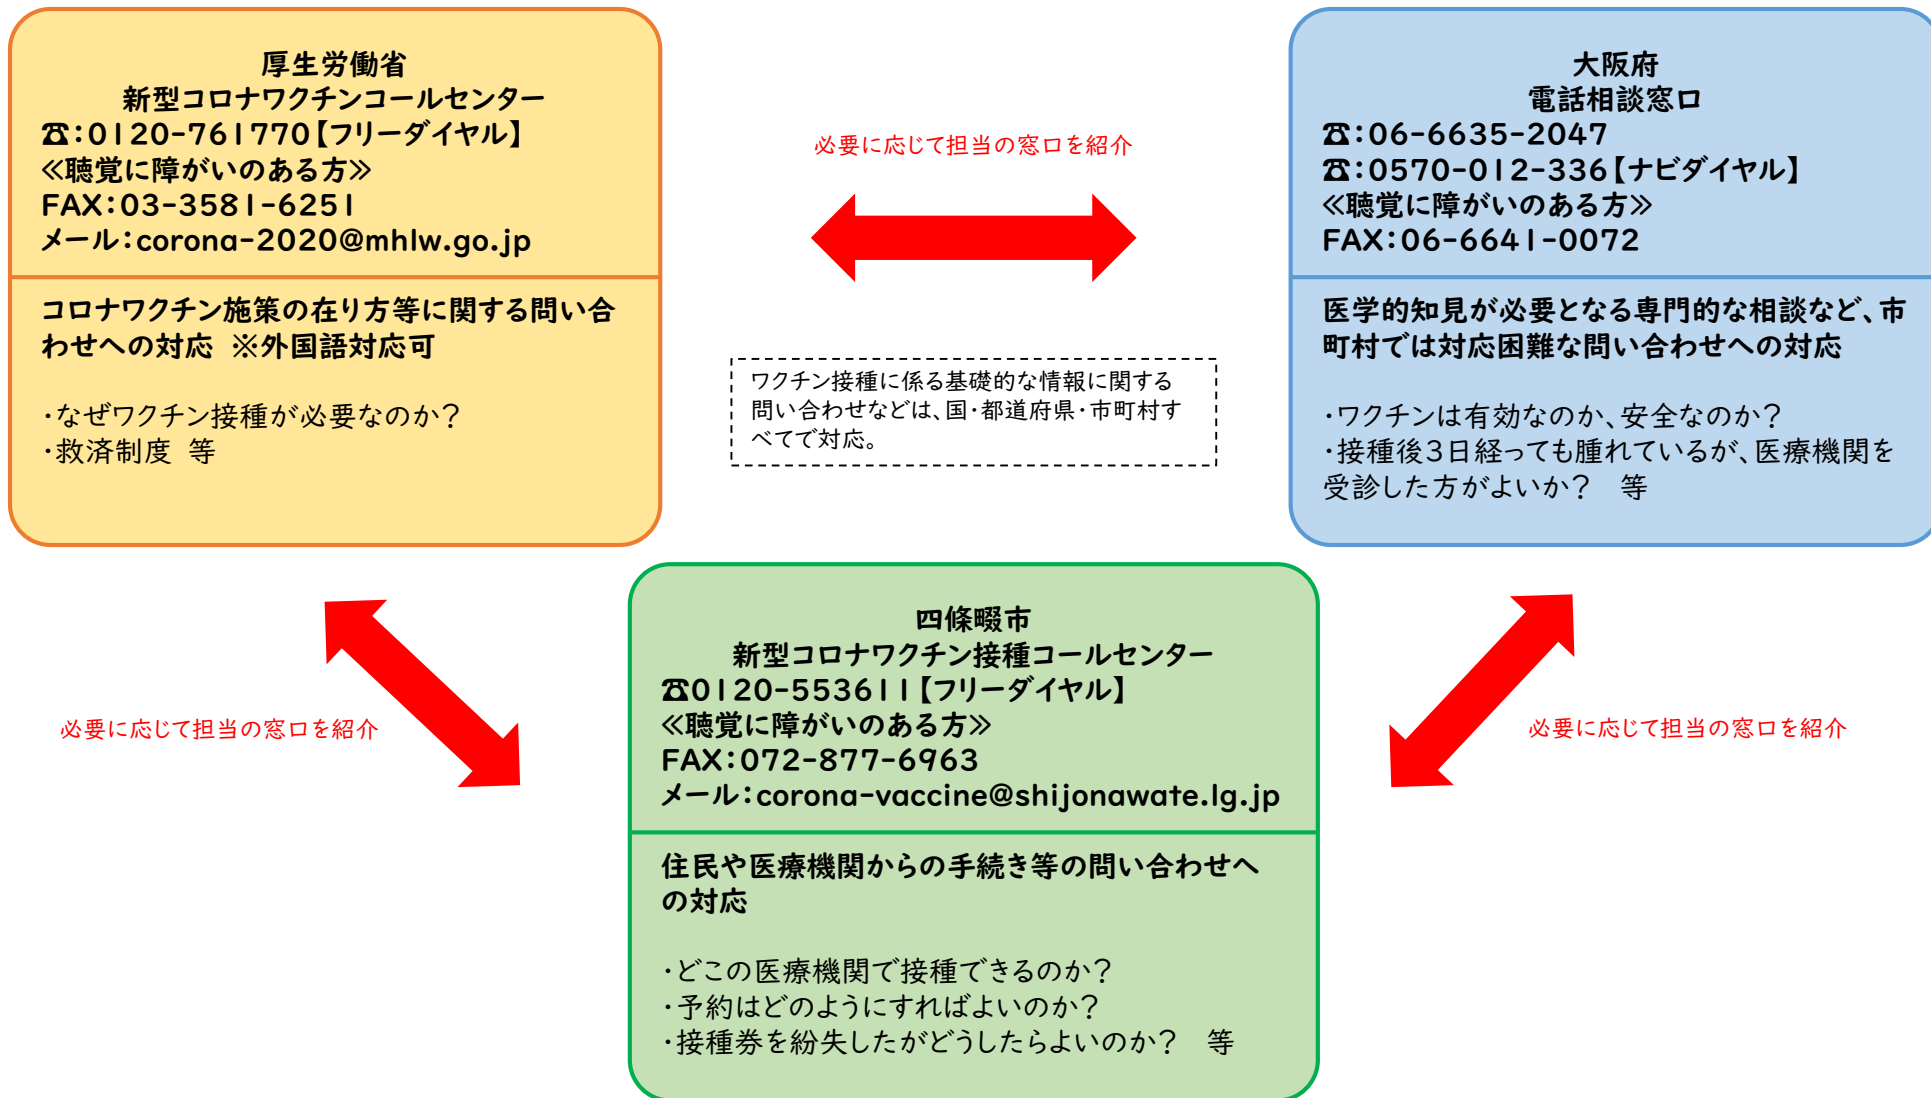 厚生労働省
新型コロナワクチンコールセンター
☎:0120-761770【フリーダイヤル】
≪聴覚に障がいのある方≫
FAX:03-3581-6251
メール:corona-2020@mhlw.go.jp
コロナワクチン施策の在り方等に関する問い合
わせへの対応 ※外国語対応可
・なぜワクチン接種が必要なのか?
・救済制度 等
必要に応じて担当の窓口を紹介
ワクチン接種に係る基礎的な情報に関する
問い合わせなどは、国・都道府県・市町村す
べてで対応。
大阪府
電話相談窓口
☎:06-6635-2047
☎:0570-012-336【ナビダイヤル】
≪聴覚に障がいのある方≫
FAX:06-6641-0072
医学的知見が必要となる専門的な相談など、市
町村では対応困難な問い合わせへの対応
・ワクチンは有効なのか、安全なのか?
・接種後3日経っても腫れているが、医療機関を
受診した方がよいか? 等
必要に応じて担当の窓口を紹介
四條畷市
新型コロナワクチン接種コールセンター
☎0120-553611【フリーダイヤル】
≪聴覚に障がいのある方≫
FAX:072-877-6963
メール:corona-vaccine@shijonawate.lg.jp
住民や医療機関からの手続き等の問い合わせへ
の対応
・どこの医療機関で接種できるのか?
・予約はどのようにすればよいのか?
・接種券を紛失したがどうしたらよいのか? 等
必要に応じて担当の窓口を紹介